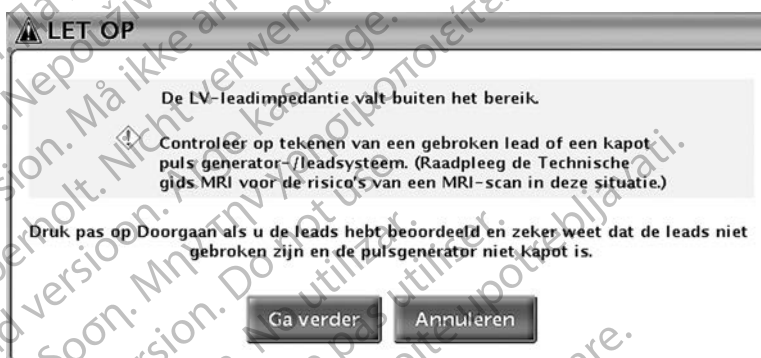 LET OP
De LV-leadimpedantie valt buiten het bereik.
Controleer op tekenen van een gebroken lead of een kapot
puls generator-/leadsysteem. (Raadpleeg de Technische
gids MRI voor de risico's van een MRI-scan in deze situatie.)
Druk pas op Doorgaan als u de leads hebt beoordeeld en zeker weet dat de leads niet
gebroken zijn en de pulsgenerator niet kapot is.
Ga verder Annuleren